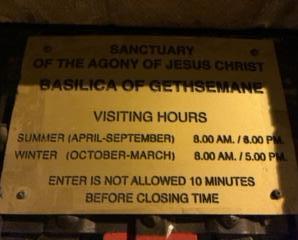 SANCTUARY
OF THE AGONY OF JESUS CHRIST
BASILICA OF GETHSEMANE
VISITING HOURS
SUMMER (APRIL-SEPTEMBER) 8.00 AM. / 6.00 PM.
WINTER (OCTOBER-MARCH) 8.00 AM. / 5.00 PM.
ENTER IS NOT ALLOWED 10 MINUTES
BEFORE CLOSING TIME